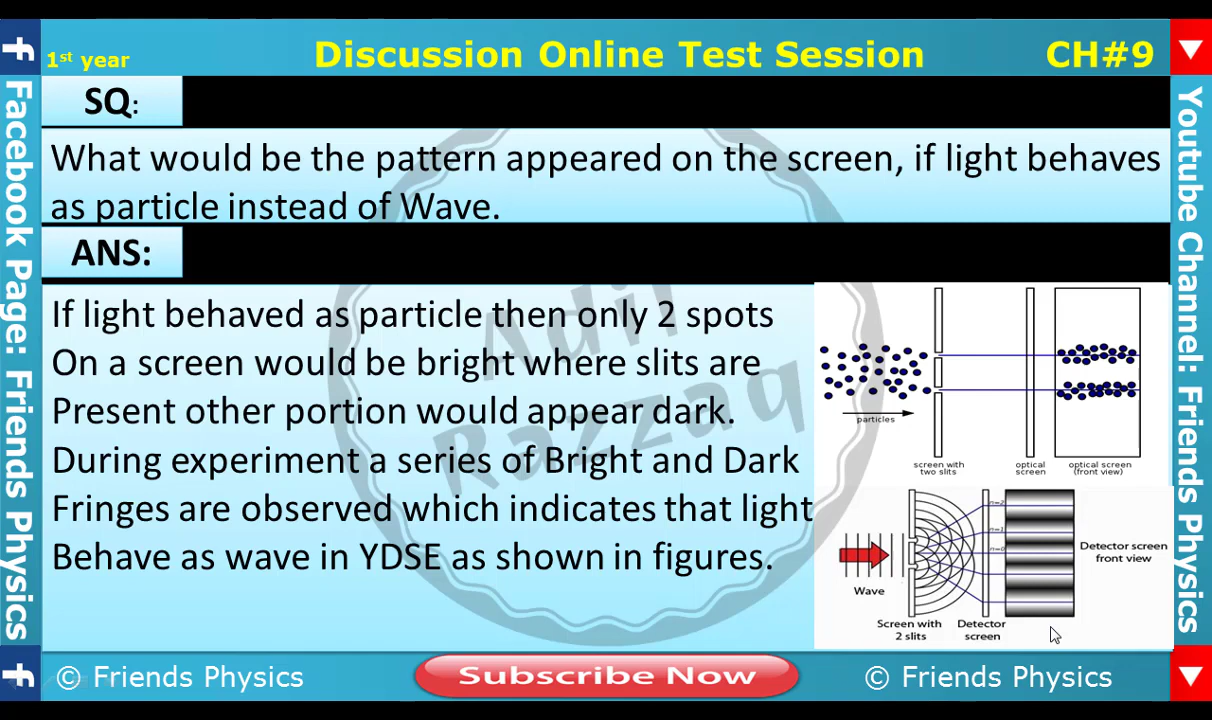 1st year
Discussion Online Test Session
CH#9
SQ:
What would be the pattern appeared on the screen, if light behaves
as particle instead of Wave.
ANS:
If light behaved as particle then only 2 spots
On a screen would be bright where slits are
Present other portion would appear dark.
During experiment a series of Bright and Dark
Fringes are observed which indicates that light
Behave as wave in YDSE as shown in figures.
particles
screen with
two slits
optical
screen
optical screen
(front view)
n=2
n=1
n=0
Wave
Screen with
2 slits
Detector
screen
Detector screen
front view
Adil
Razzaq
f
Facebook Page: Friends Physics
f
Youtube Channel: Friends Physics
© Friends Physics
Subscribe Now
© Friends Physics